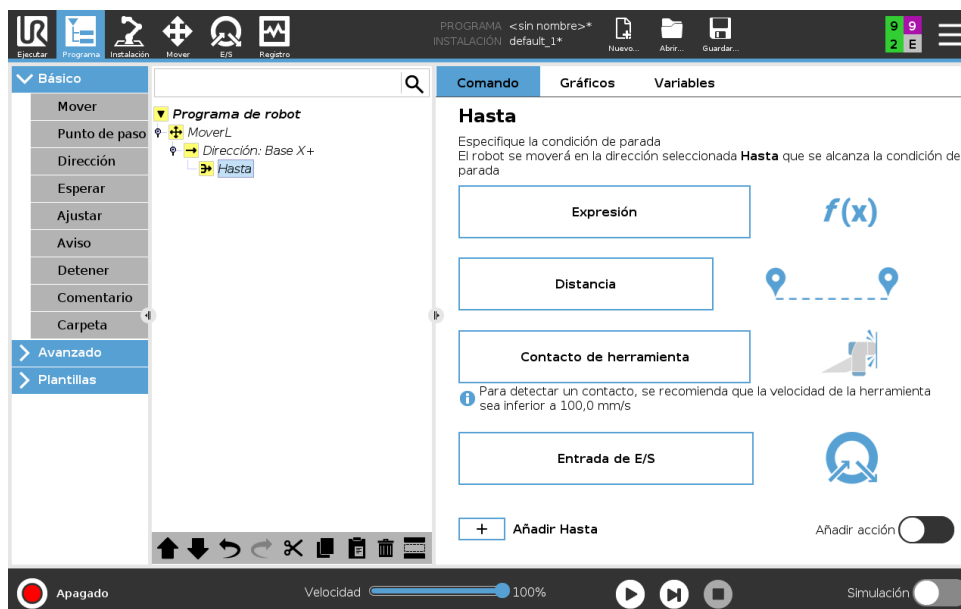 Ejecutar
Programa
Instalación
Mover
E/S
Registro
PROGRAMA <sin nombre>*
INSTALACIÓN default_1*
Nuevo...
Abrir...
Guardar...
9 9
2 E
Básico
Mover
Punto de paso
Dirección
Esperar
Ajustar
Aviso
Detener
Comentario
Carpeta
Avanzado
Plantillas
Programa de robot
MoverL
Dirección: Base X+
Hasta
Comando
Gráficos
Variables
Hasta
Especifique la condición de parada
El robot se moverá en la dirección seleccionada Hasta que se alcanza la condición de
parada
Expresión
f(x)
Distancia
Contacto de herramienta
Para detectar un contacto, se recomienda que la velocidad de la herramienta
sea inferior a 100,0 mm/s
Entrada de E/S
+ Añadir Hasta
Añadir acción
Apagado
Velocidad
100%
Simulación